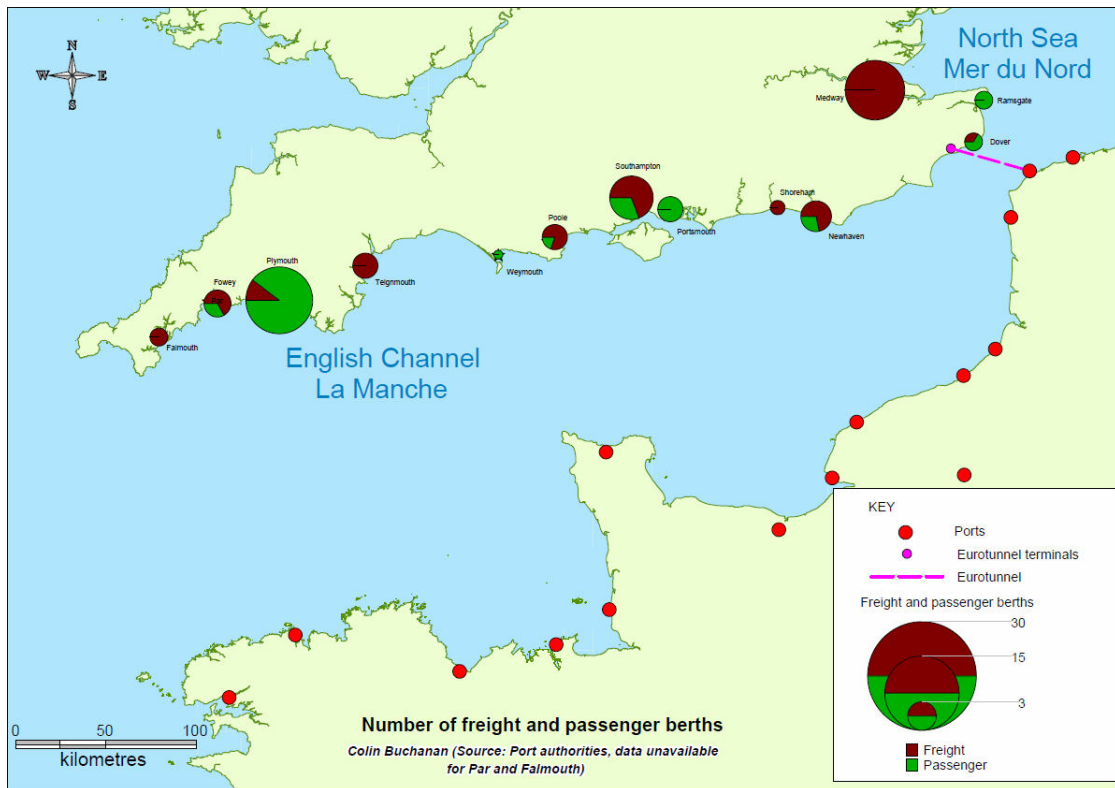 N
W E
S
North Sea
Mer du Nord
Medway
Ramsgate
Dover
Southampton
Shoreham
Portsmouth
Newhaven
Poole
Weymouth
Plymouth
Teignmouth
Fowey
Par
Falmouth
English Channel
La Manche
KEY
Ports
Eurotunnel terminals
Eurotunnel
Freight and passenger berths
30
15
3
Freight
Passenger
0 50 100
kilometres
Number of freight and passenger berths
Colin Buchanan (Source: Port authorities, data unavailable
for Par and Falmouth)